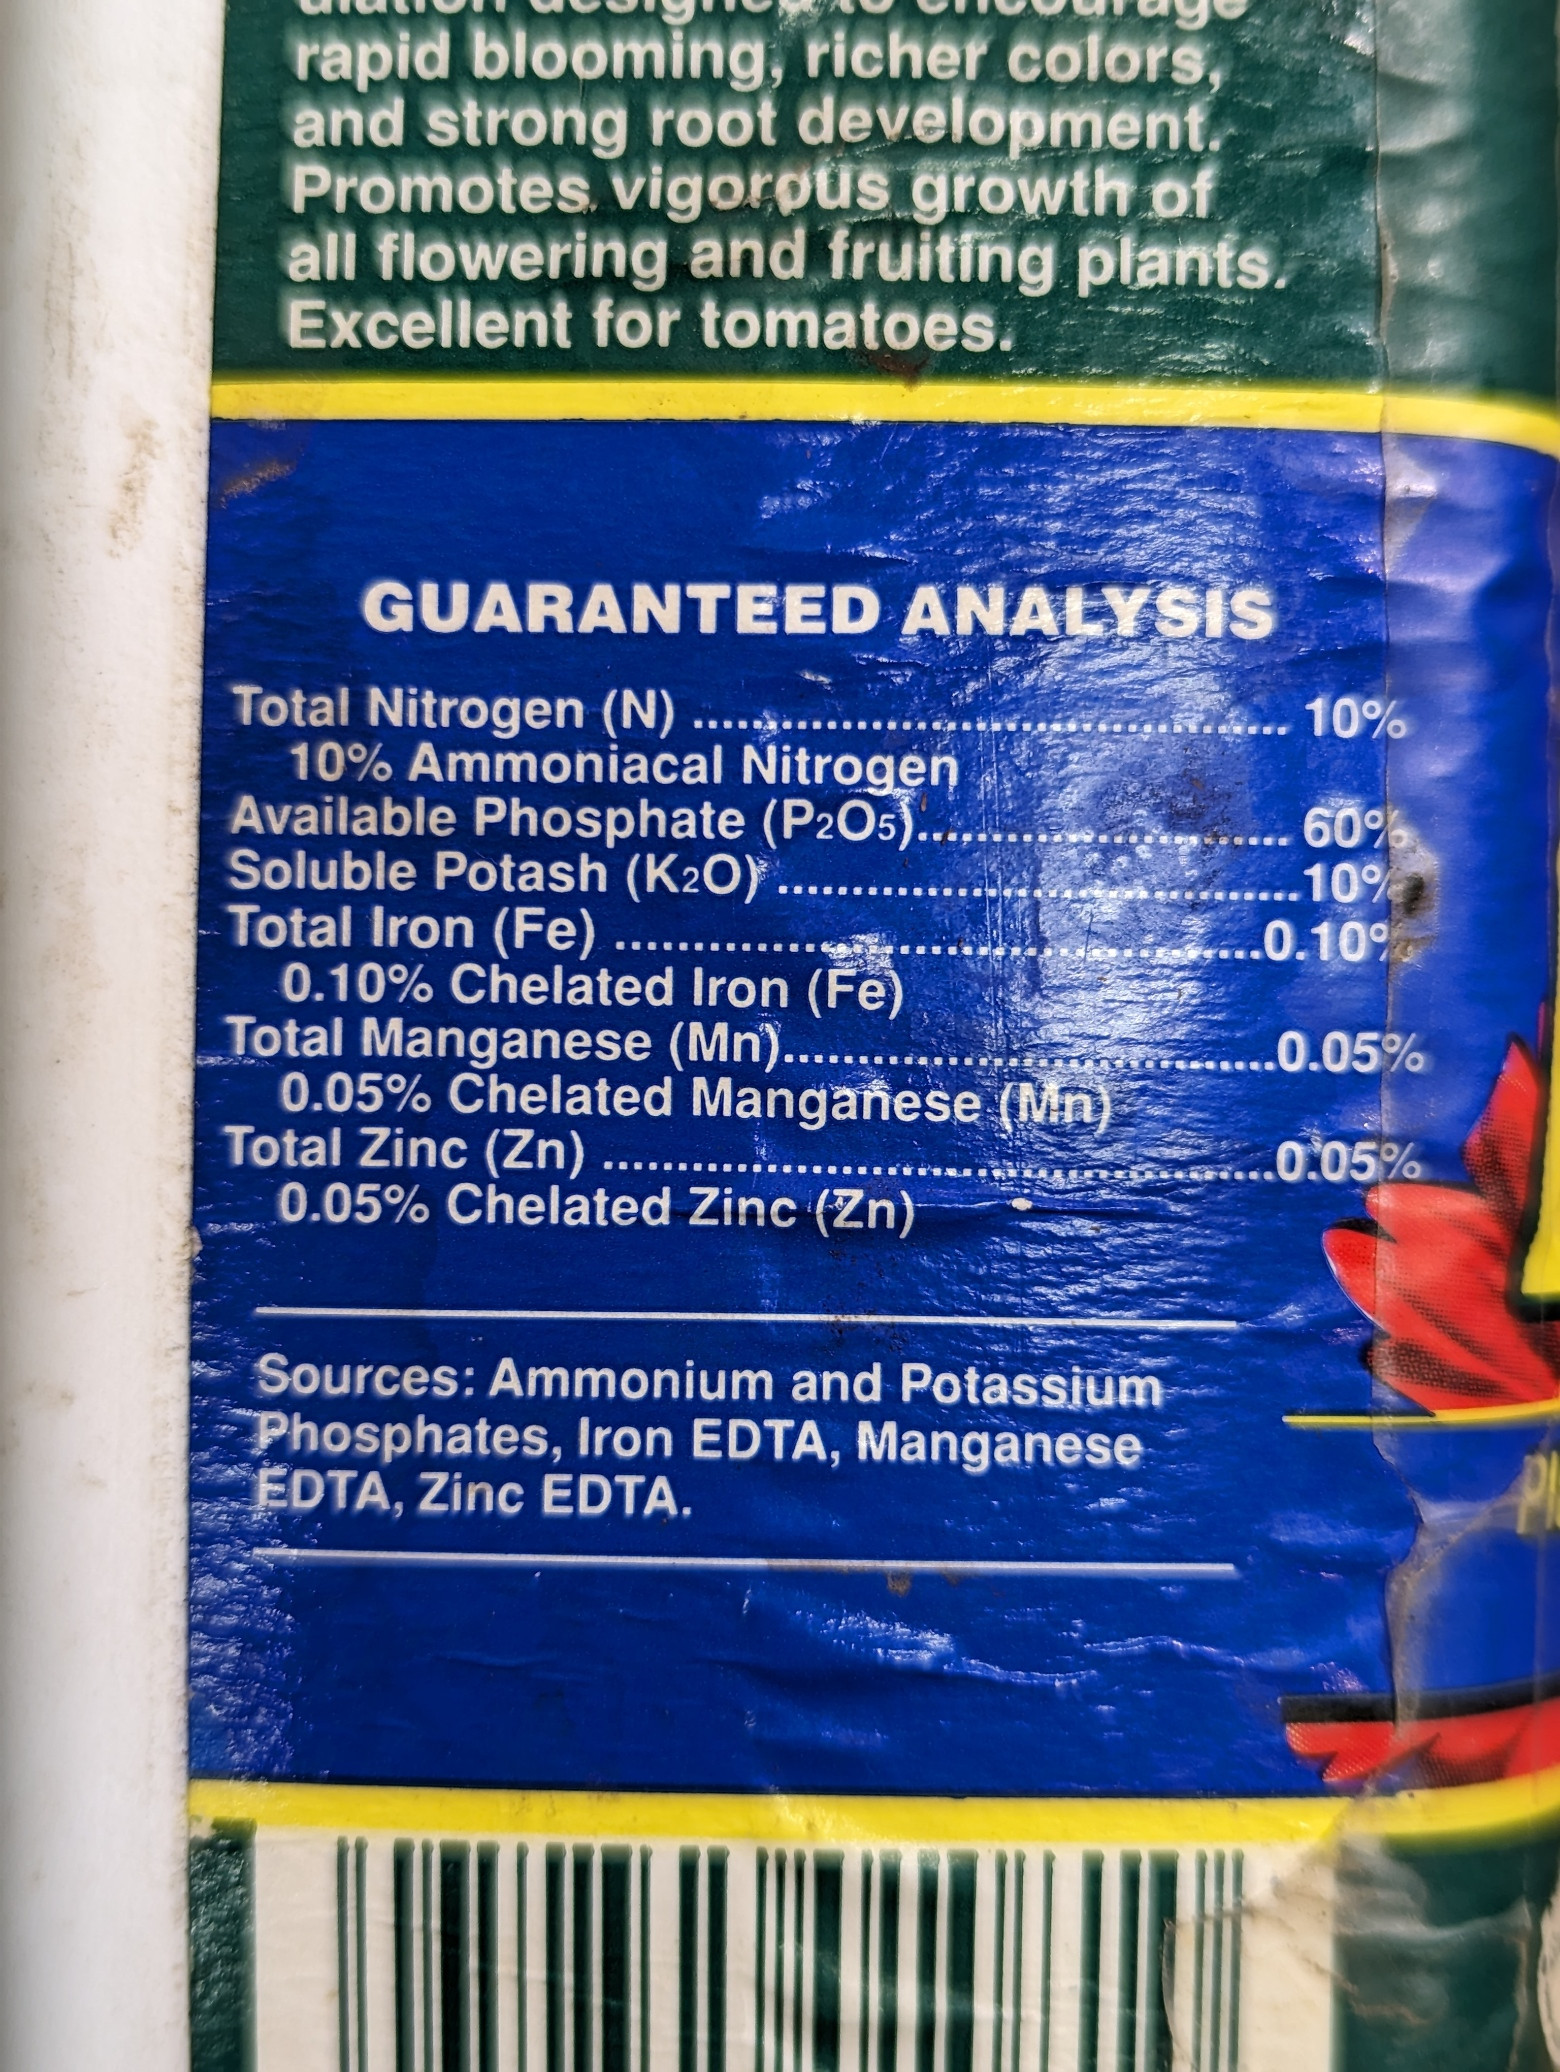 ulation designed to encourage
rapid blooming, richer colors,
and strong root development.
Promotes vigorous growth of
all flowering and fruiting plants.
Excellent for tomatoes.
GUARANTEED ANALYSIS
Total Nitrogen (N) ........................................ 10%
10% Ammoniacal Nitrogen
Available Phosphate (P2O5)......................... 60%
Soluble Potash (K2O) ...................................10%
Total Iron (Fe) ...........................................0.10%
0.10% Chelated Iron (Fe)
Total Manganese (Mn)................................0.05%
0.05% Chelated Manganese (Mn)
Total Zinc (Zn) ............................................0.05%
0.05% Chelated Zinc (Zn)
Sources: Ammonium and Potassium
Phosphates, Iron EDTA, Manganese
EDTA, Zinc EDTA.